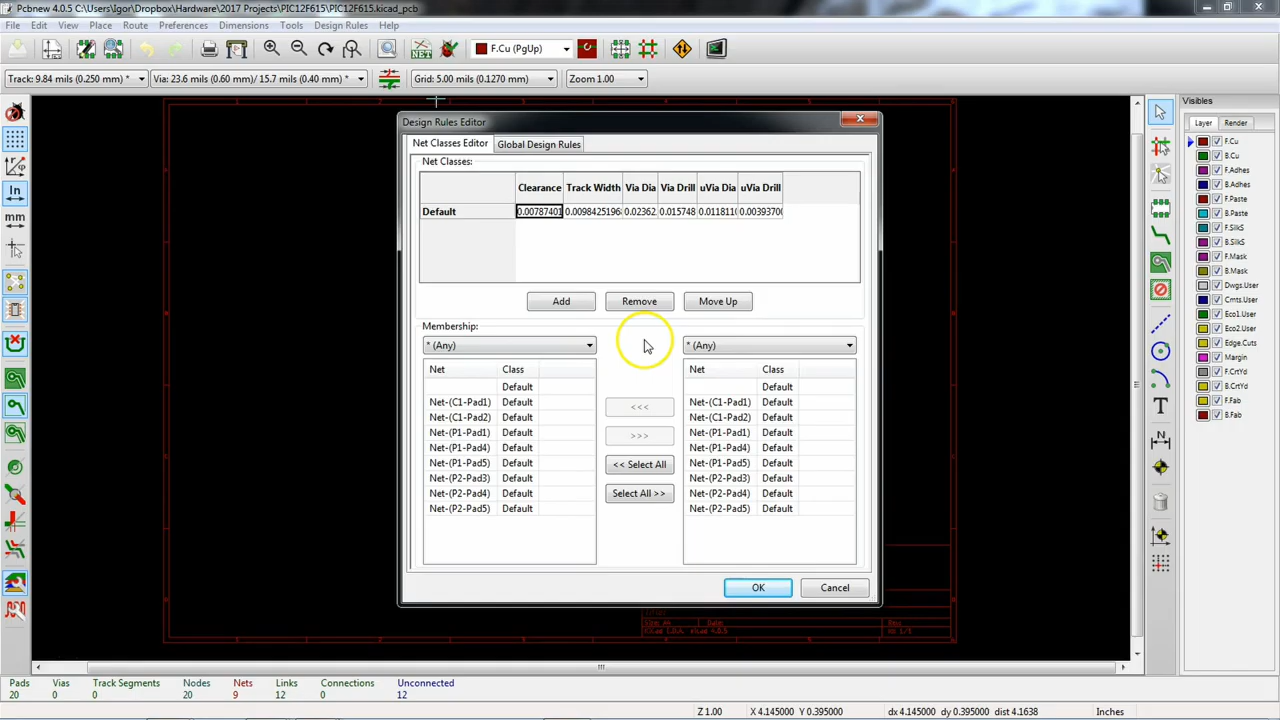 Pcbnew 4.0.5 C:\Users\Igor\Dropbox\Hardware\2017 Projects\PIC12F615\PIC12F615.kicad_pcb
File Edit View Place Route Preferences Dimensions Tools Design Rules Help
NET F.Cu (PgUp)
Track: 9.84 mils (0.250 mm) * Via: 23.6 mils (0.60 mm)/ 15.7 mils (0.40 mm) * Grid: 5.00 mils (0.1270 mm) Zoom 1.00
Visibles
Layer Render
F.Cu
B.Cu
F.Adhes
B.Adhes
F.Paste
B.Paste
F.SilkS
B.SilkS
F.Mask
B.Mask
Dwgs.User
Cmts.User
Eco1.User
Eco2.User
Edge.Cuts
Margin
F.CrtYd
B.CrtYd
F.Fab
B.Fab
In
mm
Design Rules Editor
Net Classes Editor Global Design Rules
Net Classes:
Clearance Track Width Via Dia Via Drill uVia Dia uVia Drill
Default 0.00787401 0.009842519 0.02362 0.015748 0.011811 0.0039370
Add Remove Move Up
Membership:
* (Any) * (Any)
Net Class Net Class
Default Default
Net-(C1-Pad1) Default Net-(C1-Pad1) Default
Net-(C1-Pad2) Default <<< Net-(C1-Pad2) Default
Net-(P1-Pad1) Default >>> Net-(P1-Pad1) Default
Net-(P1-Pad4) Default Net-(P1-Pad4) Default
Net-(P1-Pad5) Default << Select All Net-(P1-Pad5) Default
Net-(P2-Pad3) Default Net-(P2-Pad3) Default
Net-(P2-Pad4) Default Select All >> Net-(P2-Pad4) Default
Net-(P2-Pad5) Default Net-(P2-Pad5) Default
OK Cancel
T
N
Pads Vias Track Segments Nodes Nets Links Connections Unconnected
20 0 0 20 9 12 0 12
Z 1.00 X 4.145000 Y 0.395000 dx 4.145000 dy 0.395000 dist 4.1638 Inches